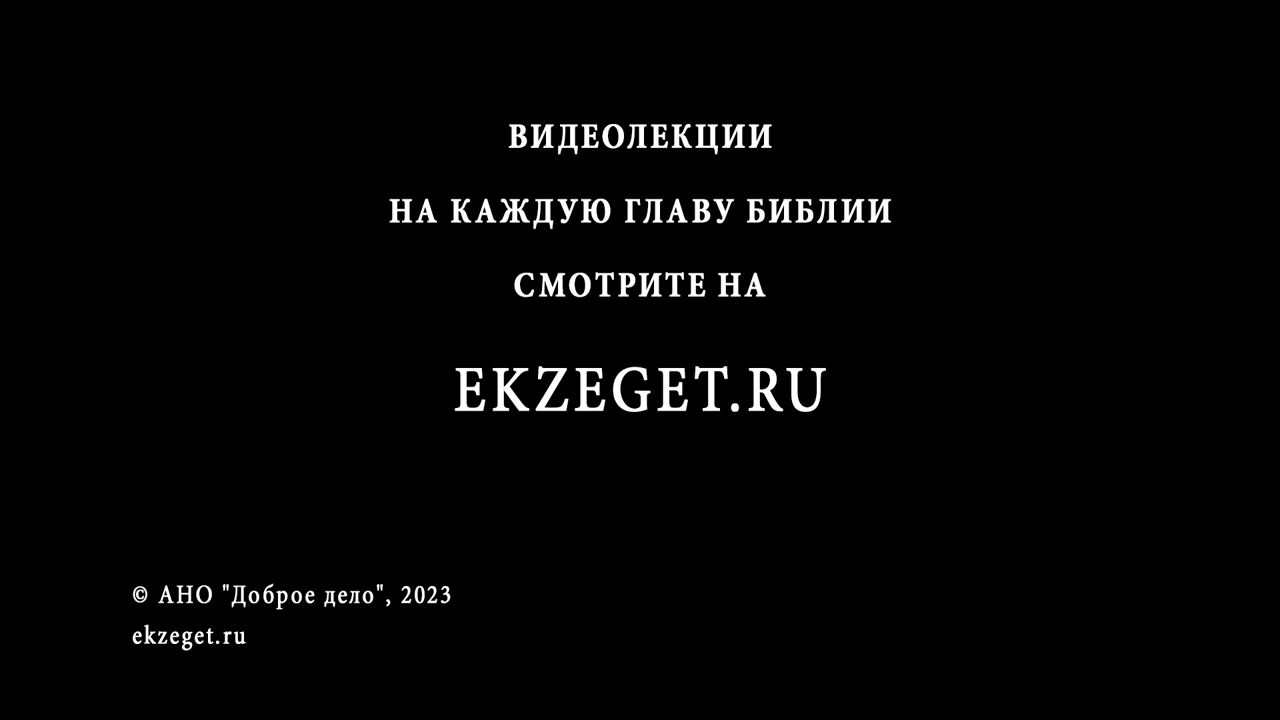 ВИДЕОЛЕКЦИИ
НА КАЖДУЮ ГЛАВУ БИБЛИИ
СМОТРИТЕ НА
EKZEGET.RU
© АНО "Доброе дело", 2023
ekzeget.ru